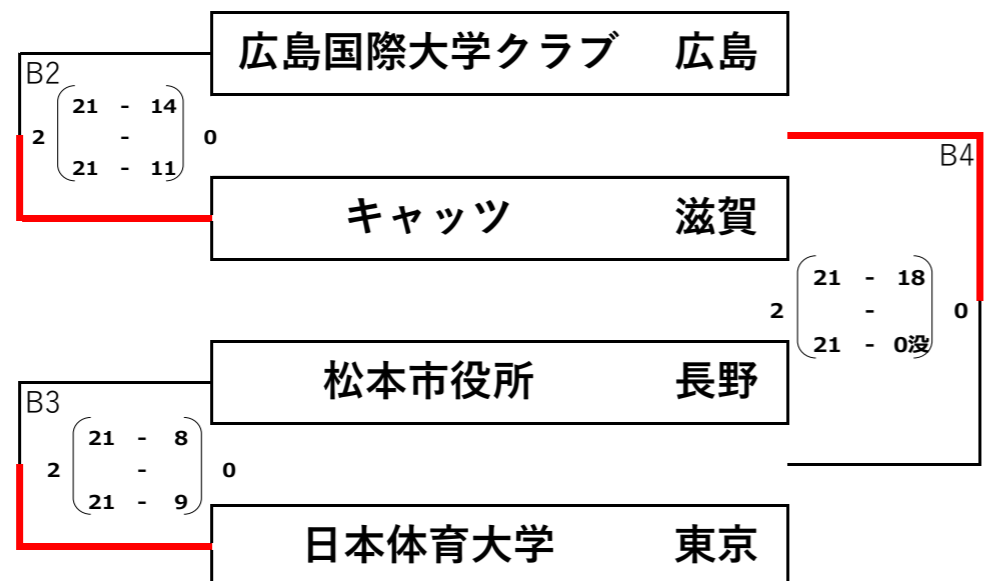 広島国際大学クラブ 広島
B2
21 - 14
2 - 0
21 - 11
B4
キャッツ 滋賀
21 - 18
2 - 0
21 - 0没
松本市役所 長野
B3
21 - 8
2 - 0
21 - 9
日本体育大学 東京